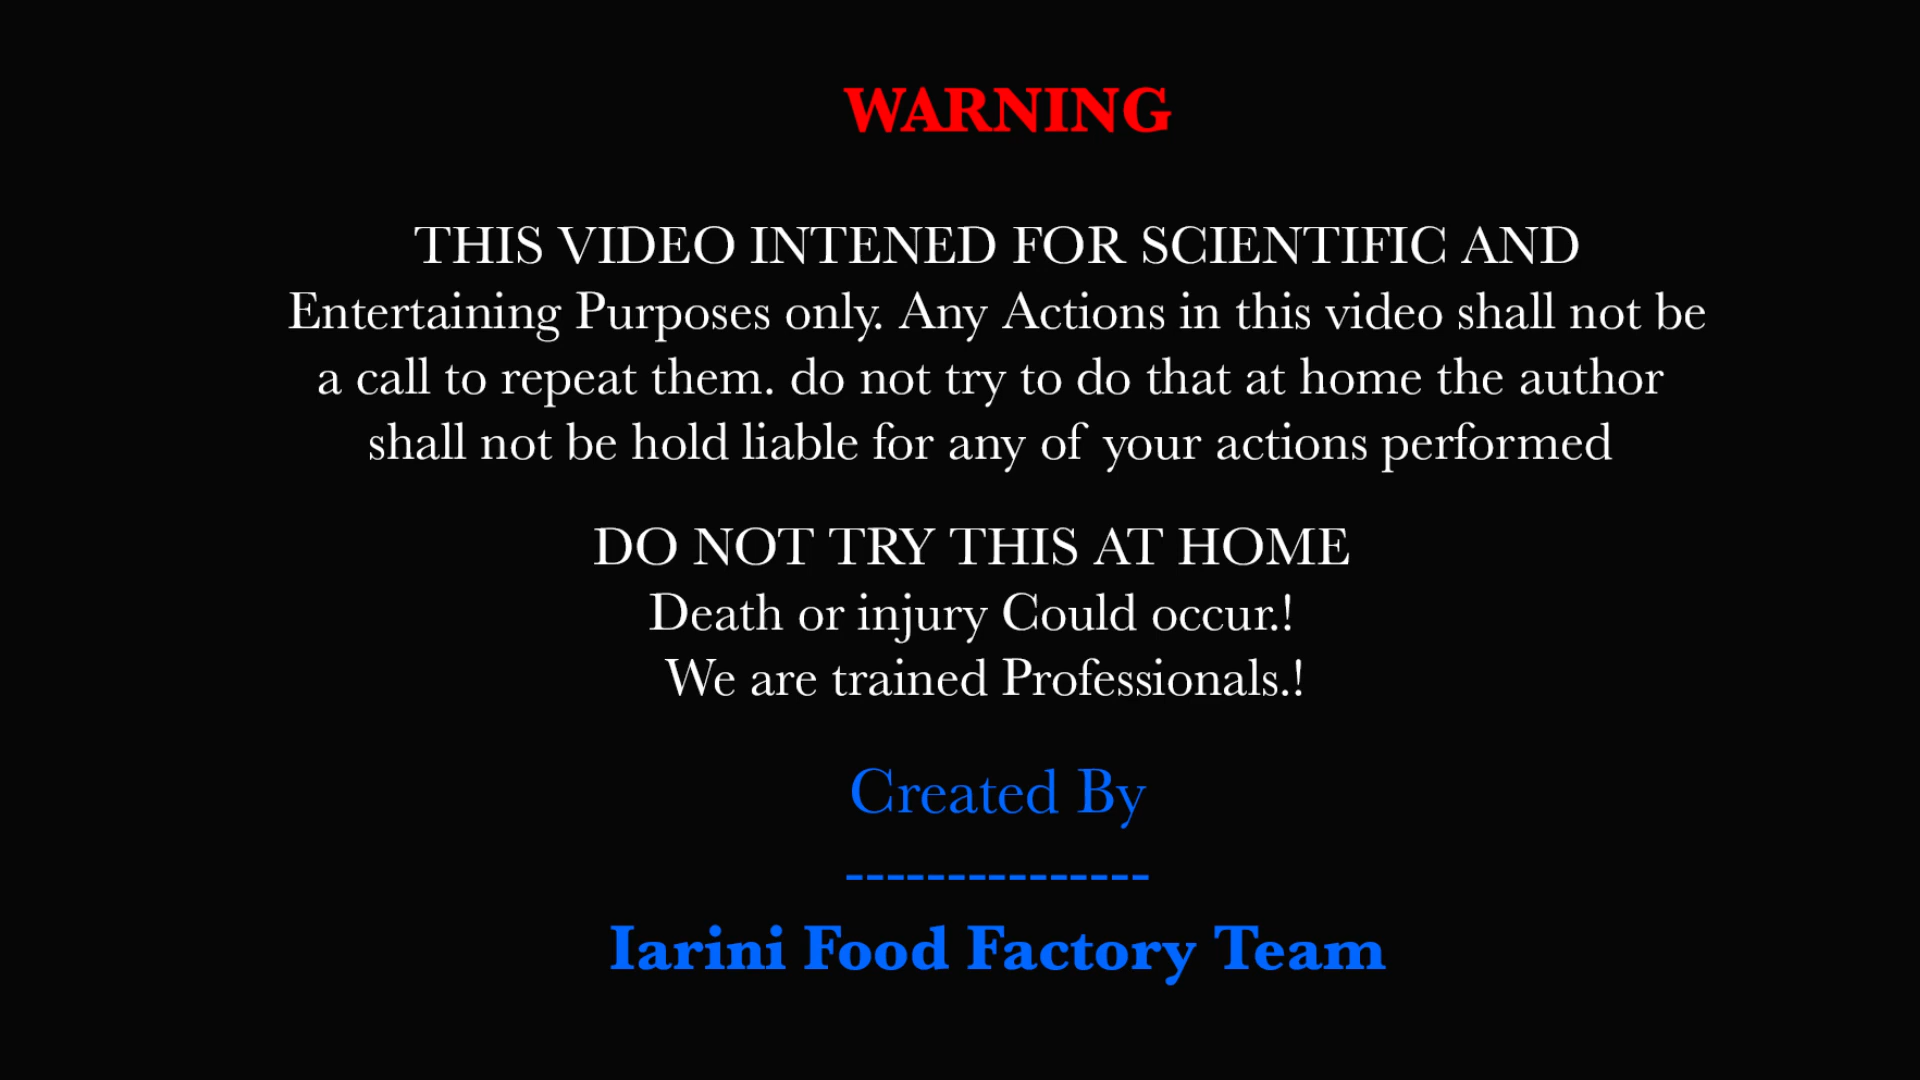 WARNING
THIS VIDEO INTENED FOR SCIENTIFIC AND
Entertaining Purposes only. Any Actions in this video shall not be
a call to repeat them. do not try to do that at home the author
shall not be hold liable for any of your actions performed
DO NOT TRY THIS AT HOME
Death or injury Could occur.!
We are trained Professionals.!
Created By
---------------
Iarini Food Factory Team